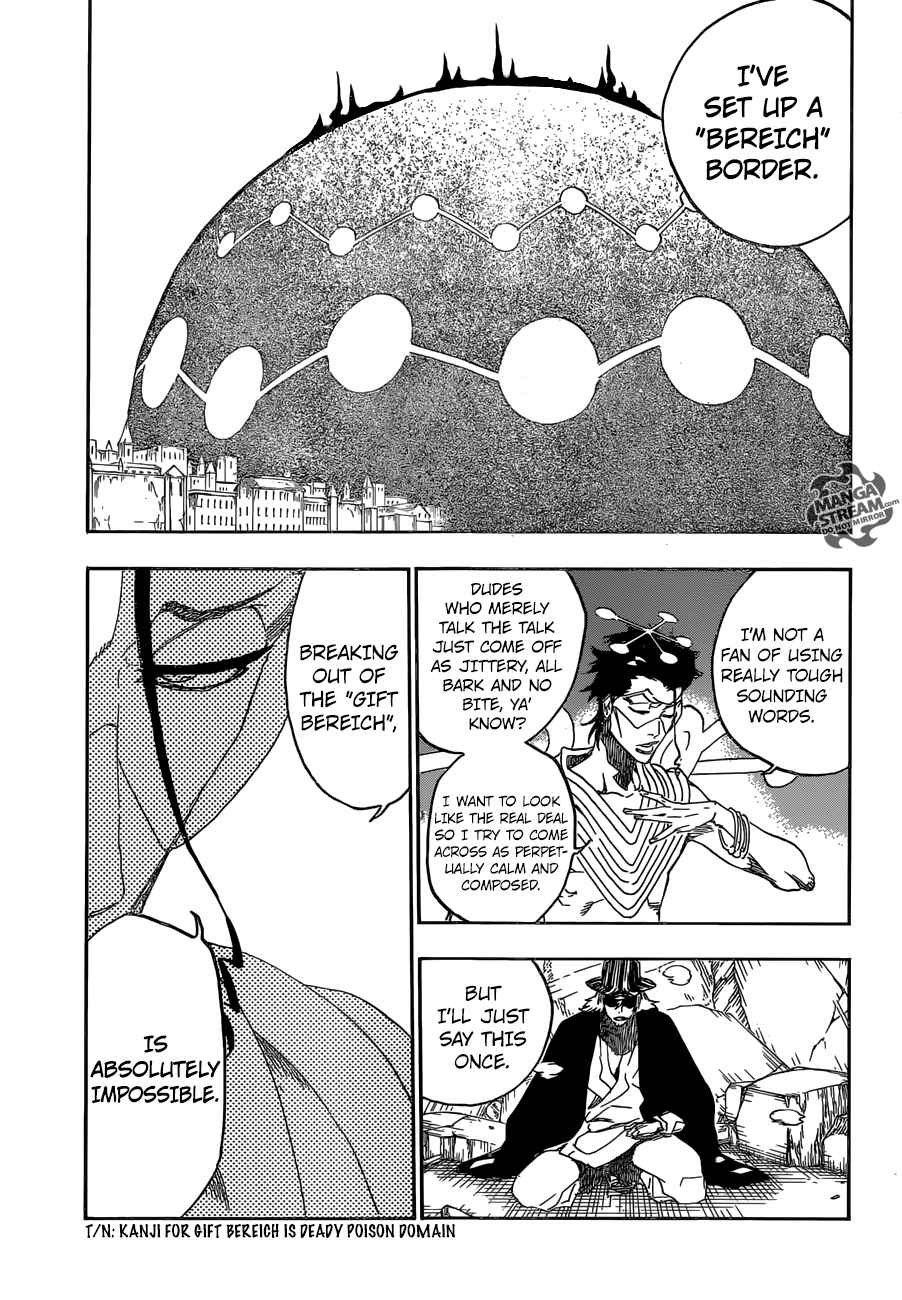 I'VE
SET UP A
"BEREICH"
BORDER.
MANGA
STREAM.COM
DO NOT MIRROR
I'M NOT A
FAN OF USING
REALLY TOUGH
SOUNDING
WORDS.
DUDES
WHO MERELY
TALK THE TALK
JUST COME OFF
AS JITTERY, ALL
BARK AND NO
BITE, YA'
KNOW?
I WANT TO LOOK
LIKE THE REAL DEAL
SO I TRY TO COME
ACROSS AS PERPET-
UALLY CALM AND
COMPOSED.
BUT
I'LL JUST
SAY THIS
ONCE.
BREAKING
OUT OF
THE "GIFT
BEREICH",
IS
ABSOLUTELY
IMPOSSIBLE.
T/N: KANJI FOR GIFT BEREICH IS DEADY POISON DOMAIN